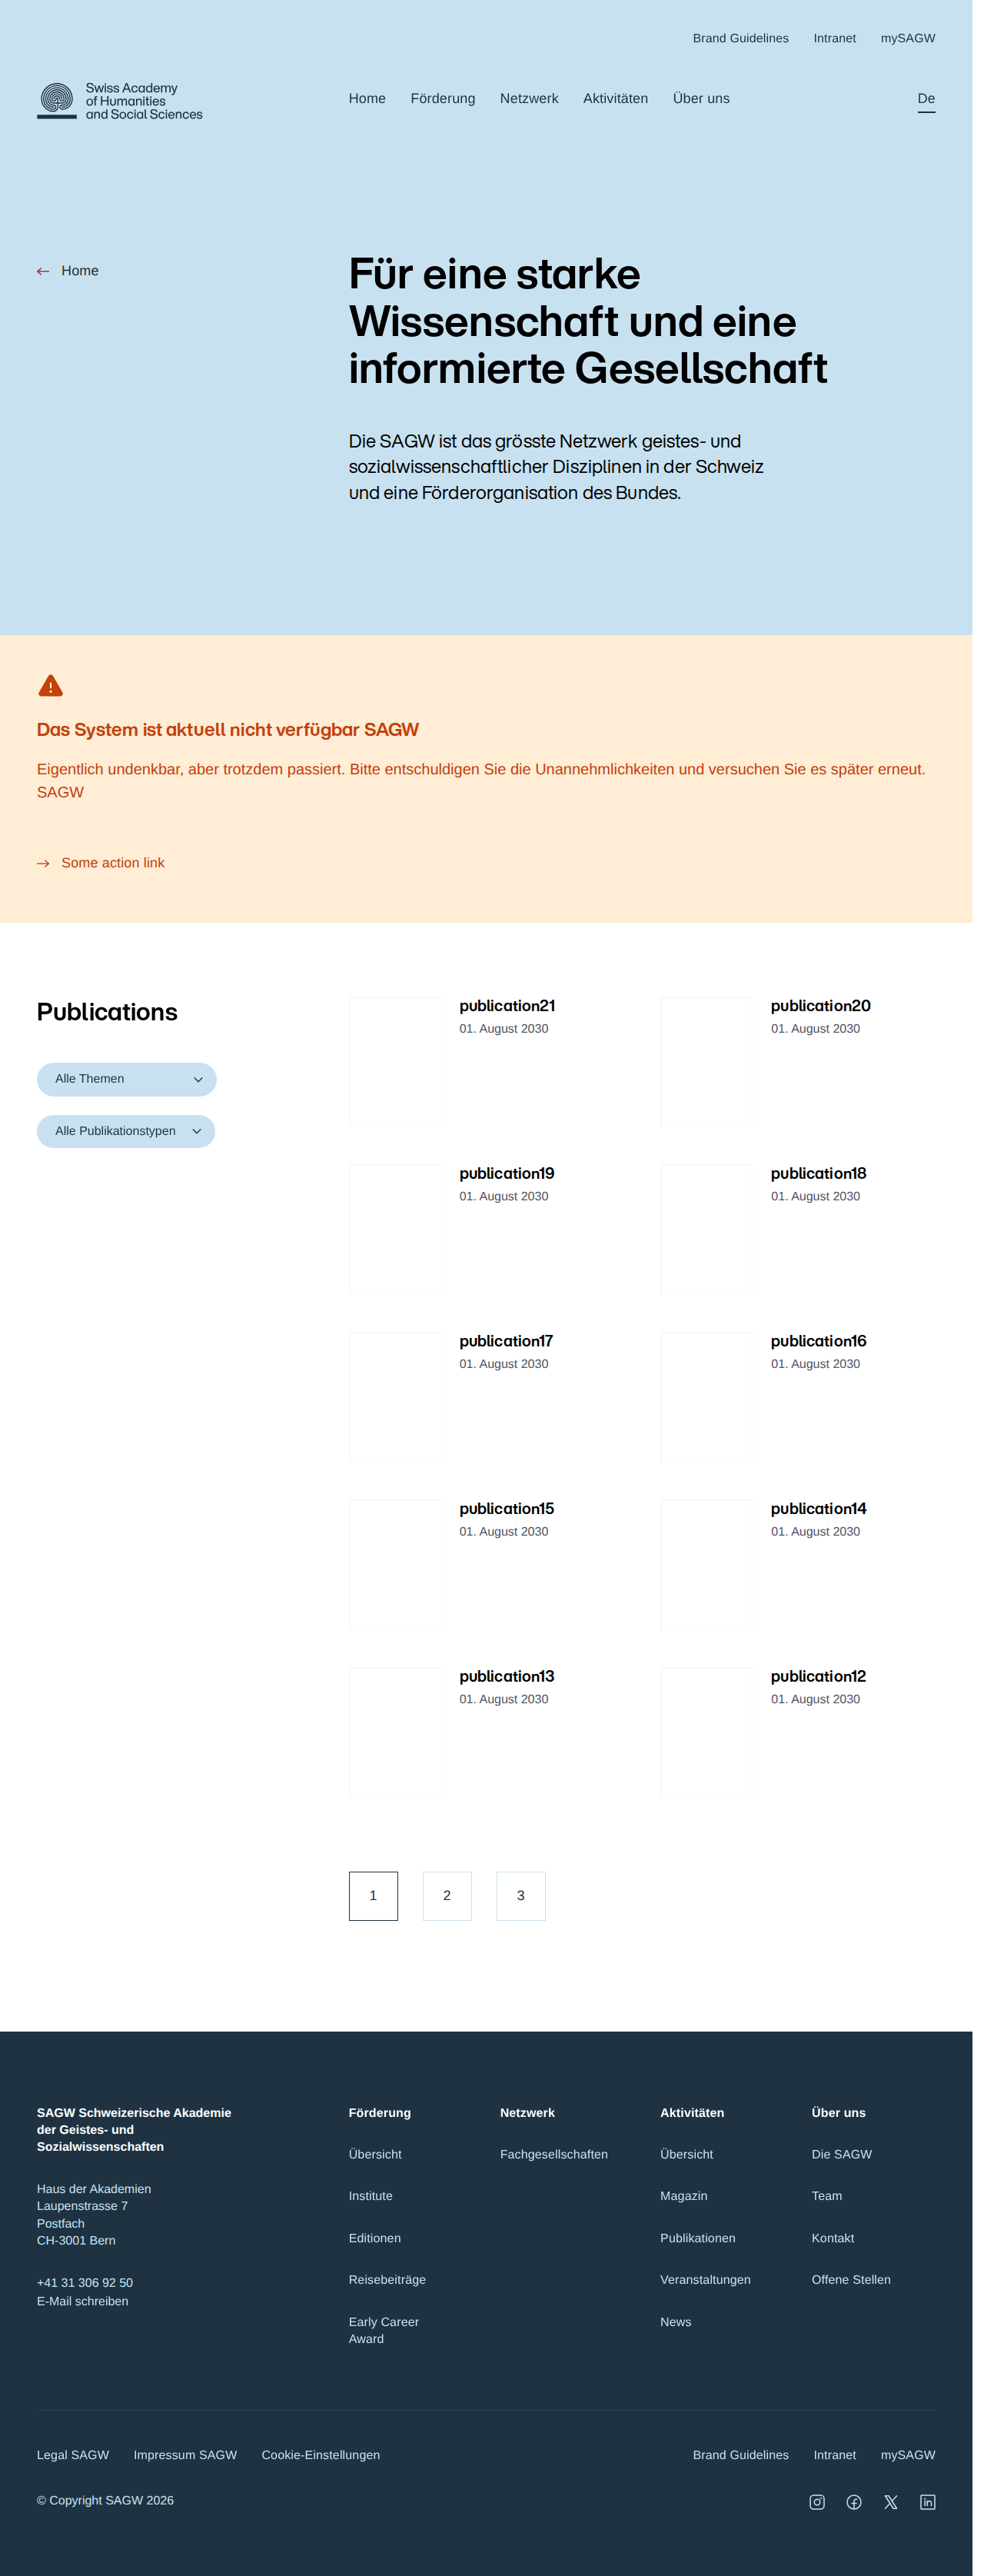 Brand Guidelines
Intranet
mySAGW
Swiss Academy
of Humanities
and Social Sciences
Home
Förderung
Netzwerk
Aktivitäten
Über uns
De
Home
Für eine starke
Wissenschaft und eine
informierte Gesellschaft
Die SAGW ist das grösste Netzwerk geistes- und
sozialwissenschaftlicher Disziplinen in der Schweiz
und eine Förderorganisation des Bundes.
Das System ist aktuell nicht verfügbar SAGW
Eigentlich undenkbar, aber trotzdem passiert. Bitte entschuldigen Sie die Unannehmlichkeiten und versuchen Sie es später erneut.
SAGW
Some action link
Publications
Alle Themen
Alle Publikationstypen
publication21
01. August 2030
publication20
01. August 2030
publication19
01. August 2030
publication18
01. August 2030
publication17
01. August 2030
publication16
01. August 2030
publication15
01. August 2030
publication14
01. August 2030
publication13
01. August 2030
publication12
01. August 2030
1
2
3
SAGW Schweizerische Akademie
der Geistes- und
Sozialwissenschaften
Haus der Akademien
Laupenstrasse 7
Postfach
CH-3001 Bern
+41 31 306 92 50
E-Mail schreiben
Förderung
Übersicht
Institute
Editionen
Reisebeiträge
Early Career
Award
Netzwerk
Fachgesellschaften
Aktivitäten
Übersicht
Magazin
Publikationen
Veranstaltungen
News
Über uns
Die SAGW
Team
Kontakt
Offene Stellen
Legal SAGW
Impressum SAGW
Cookie-Einstellungen
Brand Guidelines
Intranet
mySAGW
© Copyright SAGW 2026